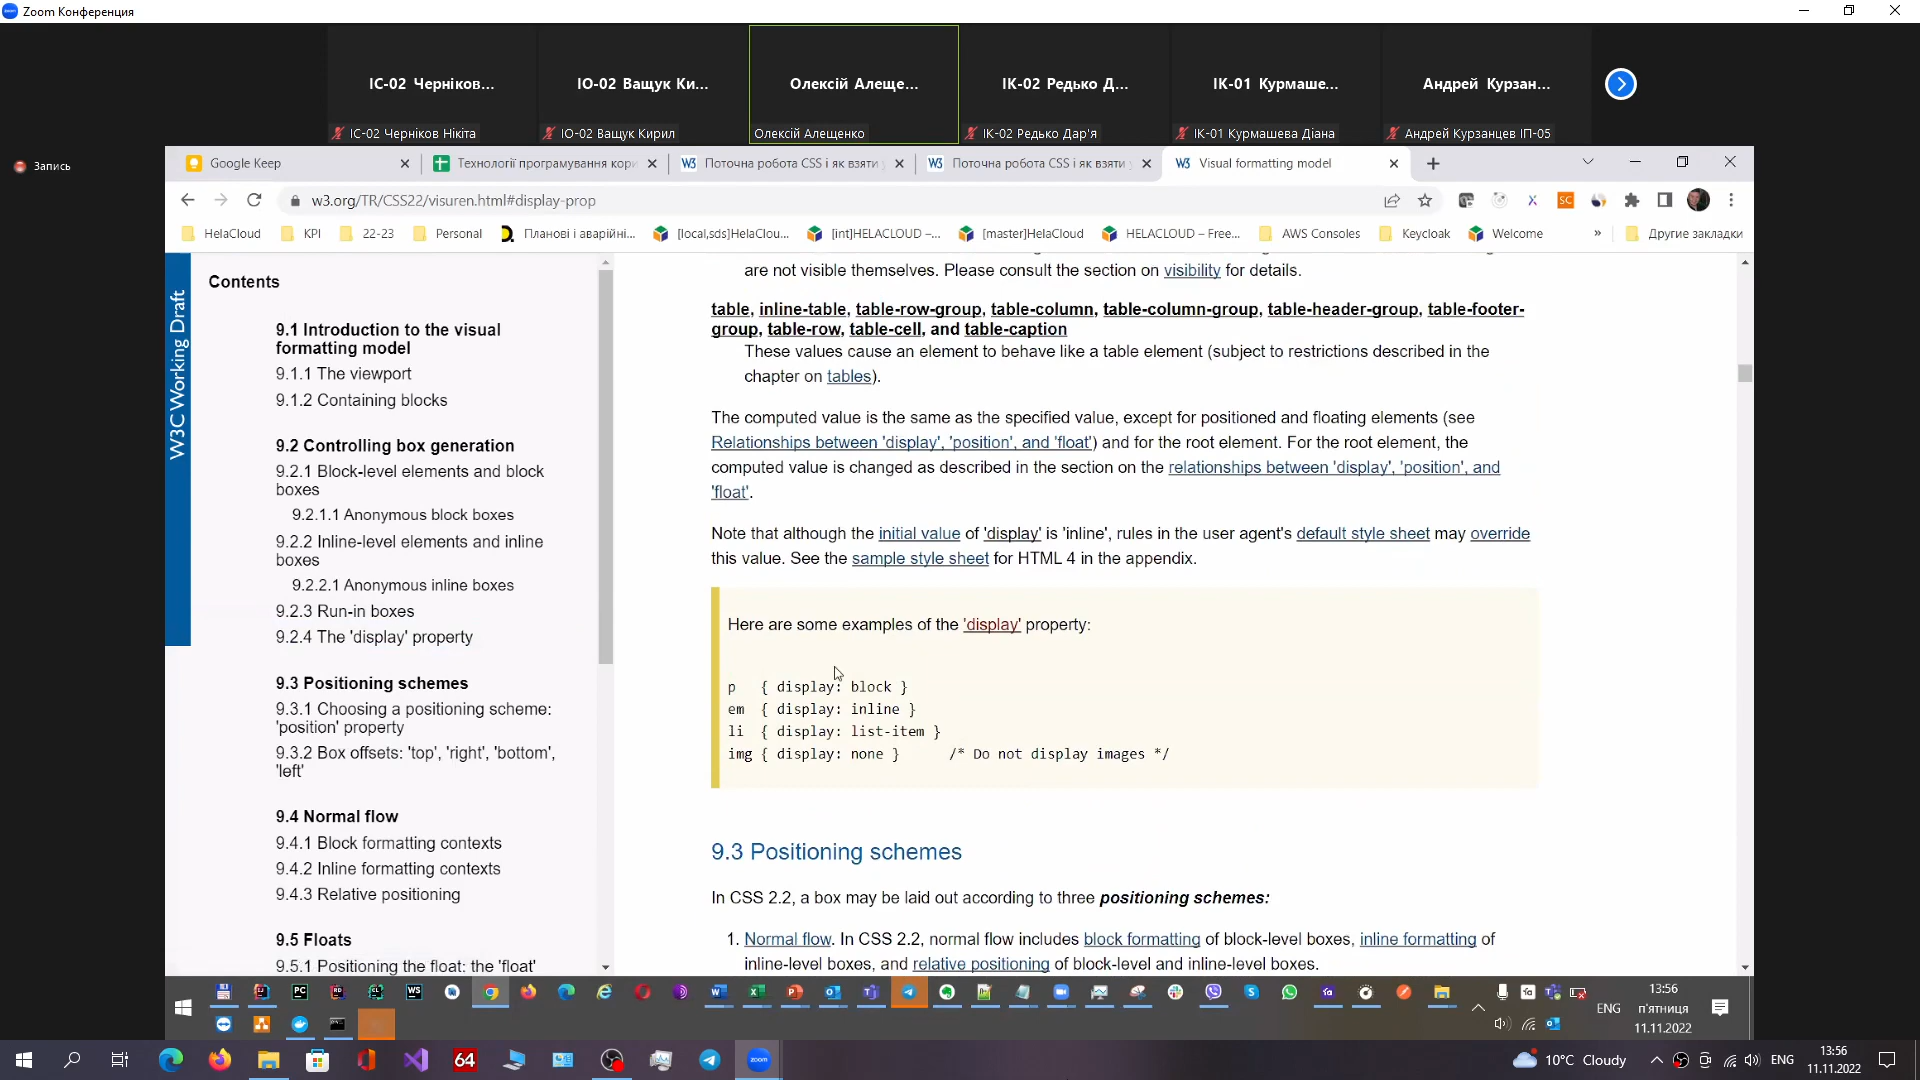 Zoom Конференция
ІС-02 Черніков...
ІО-02 Ващук Ки...
Олексій Алеще...
ІК-02 Редько Д...
ІК-01 Курмаше...
Андрей Курзан...
ІС-02 Черніков Нікіта
ІО-02 Ващук Кирил
Олексій Алещенко
ІК-02 Редько Дар'я
ІК-01 Курмашева Діана
Андрей Курзанцев ІП-05
Запись
Google Keep
Технології програмування кори
Поточна робота CSS і як взяти
Поточна робота CSS і як взяти
Visual formatting model
w3.org/TR/CSS22/visuren.html#display-prop
HelaCloud
KPI
22-23
Personal
Планові і аварійні...
[local,sds]HelaClou...
[int]HELACLOUD –...
[master]HelaCloud
HELACLOUD – Free...
AWS Consoles
Keycloak
Welcome
»
Другие закладки
W3C Working Draft
Contents
9.1 Introduction to the visual
formatting model
9.1.1 The viewport
9.1.2 Containing blocks
9.2 Controlling box generation
9.2.1 Block-level elements and block
boxes
9.2.1.1 Anonymous block boxes
9.2.2 Inline-level elements and inline
boxes
9.2.2.1 Anonymous inline boxes
9.2.3 Run-in boxes
9.2.4 The 'display' property
9.3 Positioning schemes
9.3.1 Choosing a positioning scheme:
'position' property
9.3.2 Box offsets: 'top', 'right', 'bottom',
'left'
9.4 Normal flow
9.4.1 Block formatting contexts
9.4.2 Inline formatting contexts
9.4.3 Relative positioning
9.5 Floats
9.5.1 Positioning the float: the 'float'
are not visible themselves. Please consult the section on visibility for details.
table, inline-table, table-row-group, table-column, table-column-group, table-header-group, table-footer-
group, table-row, table-cell, and table-caption
These values cause an element to behave like a table element (subject to restrictions described in the
chapter on tables).
The computed value is the same as the specified value, except for positioned and floating elements (see
Relationships between 'display', 'position', and 'float') and for the root element. For the root element, the
computed value is changed as described in the section on the relationships between 'display', 'position', and
'float'.
Note that although the initial value of 'display' is 'inline', rules in the user agent's default style sheet may override
this value. See the sample style sheet for HTML 4 in the appendix.
Here are some examples of the 'display' property:
p { display: block }
em { display: inline }
li { display: list-item }
img { display: none } /* Do not display images */
9.3 Positioning schemes
In CSS 2.2, a box may be laid out according to three positioning schemes:
1. Normal flow. In CSS 2.2, normal flow includes block formatting of block-level boxes, inline formatting of
inline-level boxes, and relative positioning of block-level and inline-level boxes.
ENG
13:56
п'ятниця
11.11.2022
64
zoom
10°C Cloudy
ENG
13:56
11.11.2022